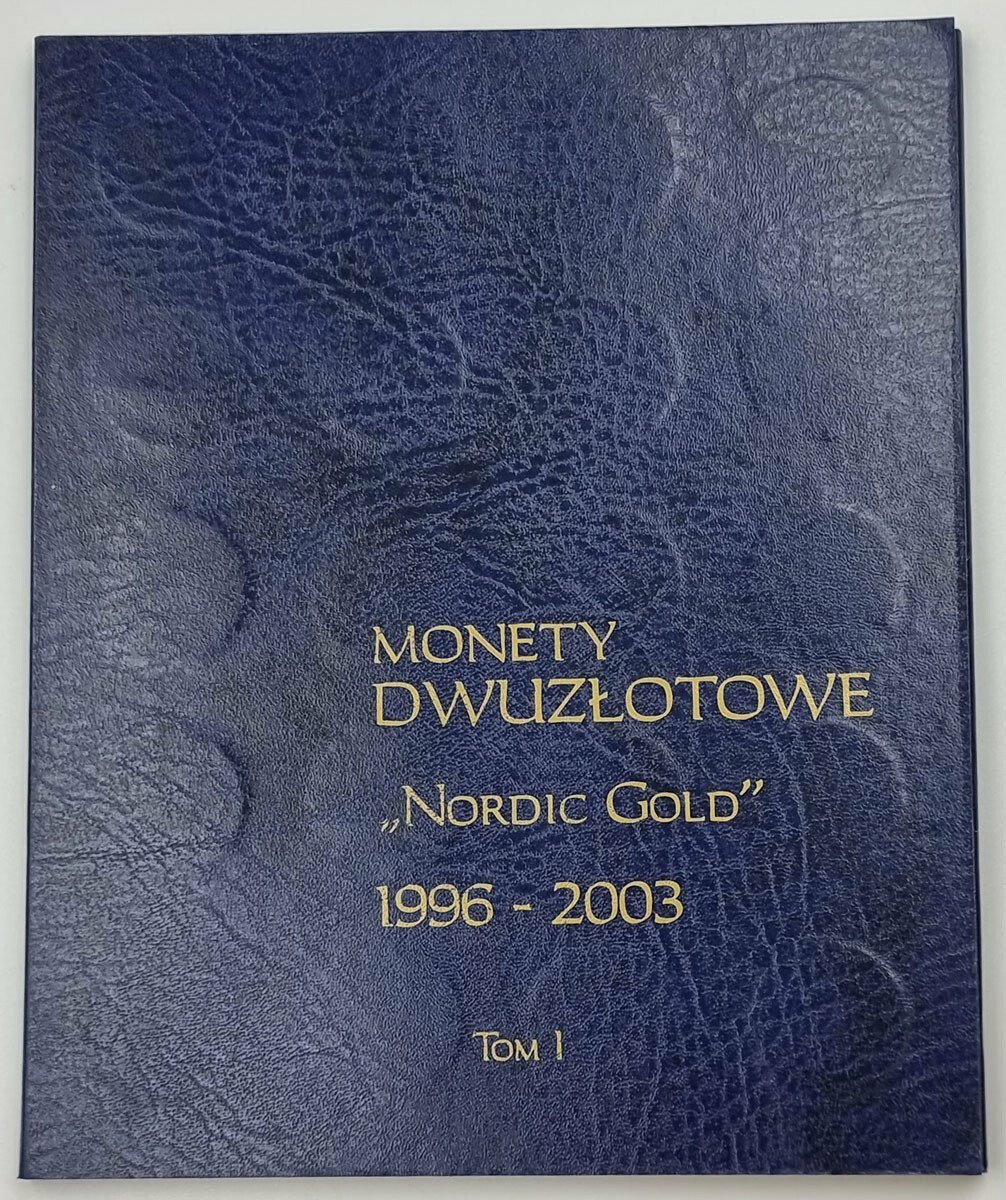 MONETY
DWUZŁOTOWE
„NORDIC GOLD”
1996 - 2003
TOM I